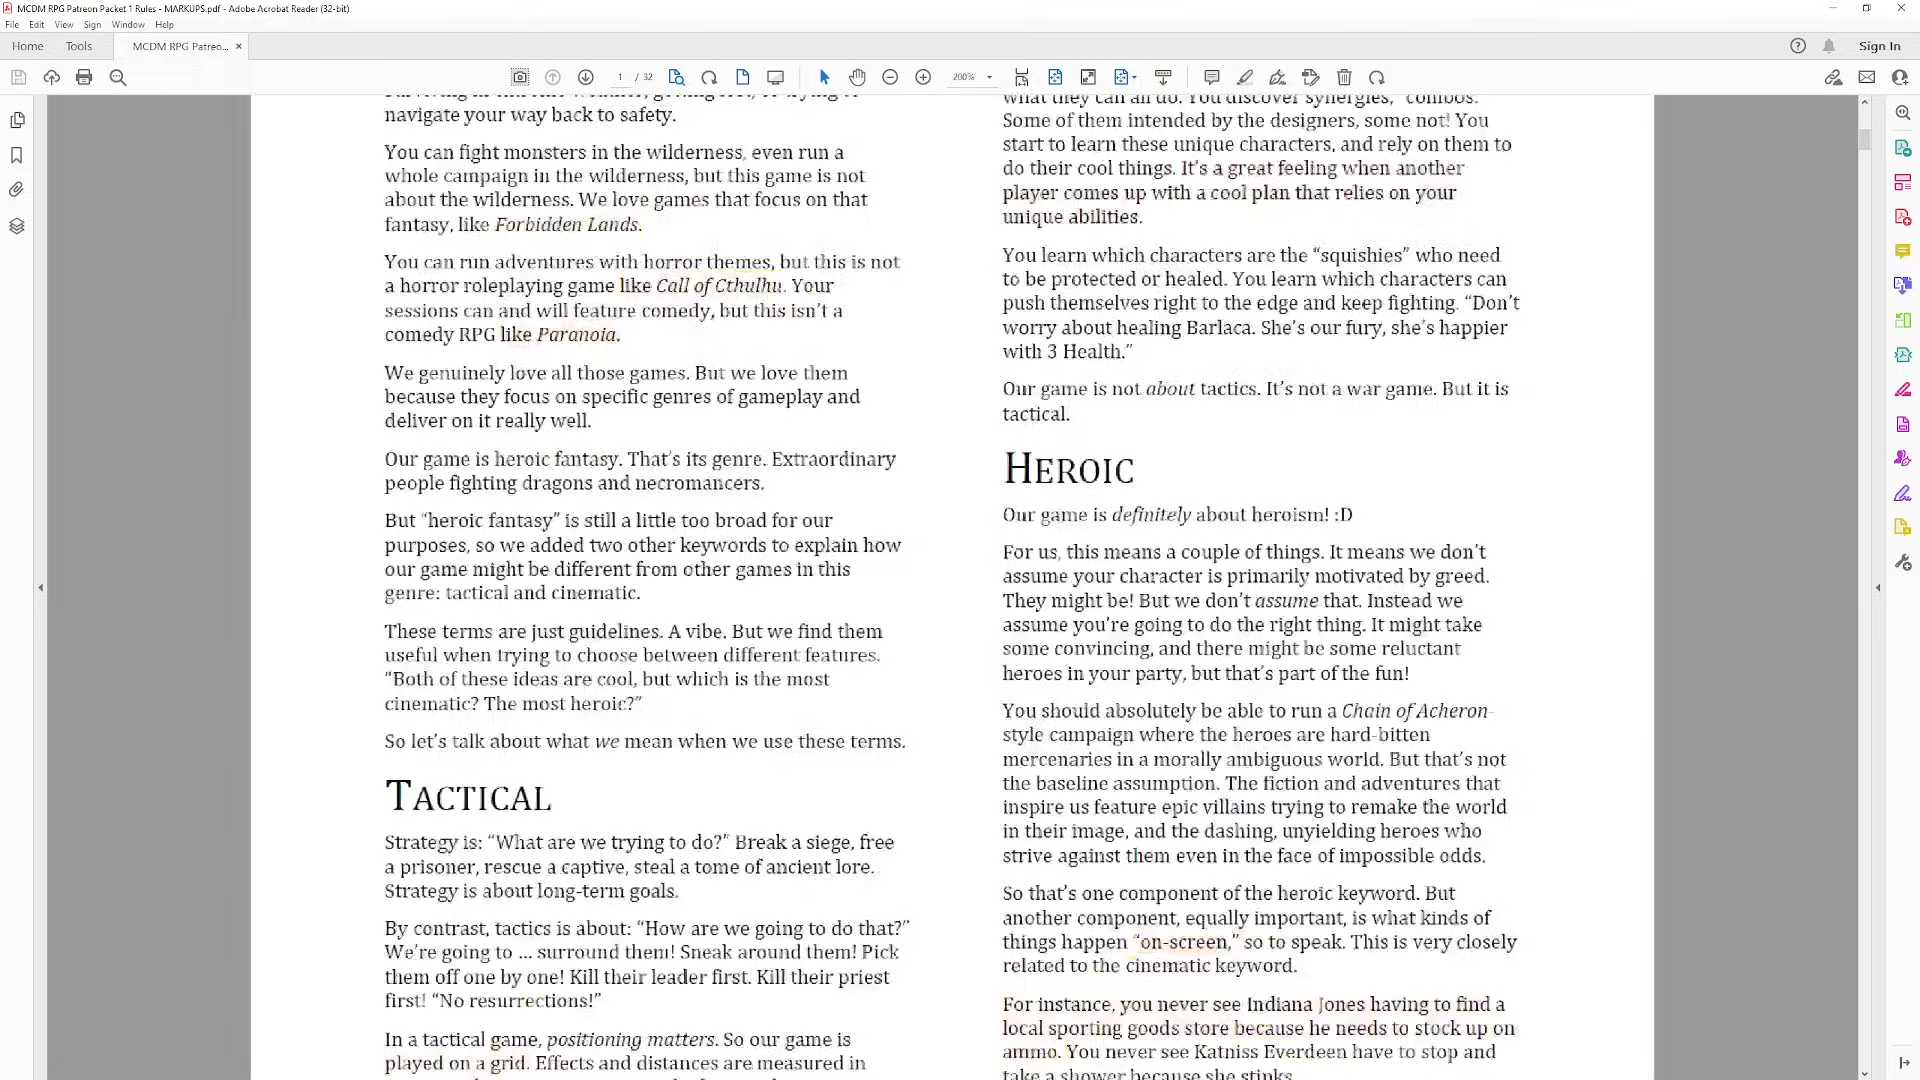 MCDM RPG Patreon Packet 1 Rules - MARKUPS.pdf - Adobe Acrobat Reader (32-bit)
File Edit View Sign Window Help
Home Tools MCDM RPG Patreo... × Sign In
1 / 32 200%
navigate your way back to safety.
You can fight monsters in the wilderness, even run a
whole campaign in the wilderness, but this game is not
about the wilderness. We love games that focus on that
fantasy, like Forbidden Lands.
You can run adventures with horror themes, but this is not
a horror roleplaying game like Call of Cthulhu. Your
sessions can and will feature comedy, but this isn’t a
comedy RPG like Paranoia.
We genuinely love all those games. But we love them
because they focus on specific genres of gameplay and
deliver on it really well.
Our game is heroic fantasy. That’s its genre. Extraordinary
people fighting dragons and necromancers.
But “heroic fantasy” is still a little too broad for our
purposes, so we added two other keywords to explain how
our game might be different from other games in this
genre: tactical and cinematic.
These terms are just guidelines. A vibe. But we find them
useful when trying to choose between different features.
“Both of these ideas are cool, but which is the most
cinematic? The most heroic?”
So let’s talk about what we mean when we use these terms.
TACTICAL
Strategy is: “What are we trying to do?” Break a siege, free
a prisoner, rescue a captive, steal a tome of ancient lore.
Strategy is about long-term goals.
By contrast, tactics is about: “How are we going to do that?”
We’re going to … surround them! Sneak around them! Pick
them off one by one! Kill their leader first. Kill their priest
first! “No resurrections!”
In a tactical game, positioning matters. So our game is
played on a grid. Effects and distances are measured in
what they can all do. You discover synergies, “combos.”
Some of them intended by the designers, some not! You
start to learn these unique characters, and rely on them to
do their cool things. It’s a great feeling when another
player comes up with a cool plan that relies on your
unique abilities.
You learn which characters are the “squishies” who need
to be protected or healed. You learn which characters can
push themselves right to the edge and keep fighting. “Don’t
worry about healing Barlaca. She’s our fury, she’s happier
with 3 Health.”
Our game is not about tactics. It’s not a war game. But it is
tactical.
HEROIC
Our game is definitely about heroism! :D
For us, this means a couple of things. It means we don’t
assume your character is primarily motivated by greed.
They might be! But we don’t assume that. Instead we
assume you’re going to do the right thing. It might take
some convincing, and there might be some reluctant
heroes in your party, but that’s part of the fun!
You should absolutely be able to run a Chain of Acheron-
style campaign where the heroes are hard-bitten
mercenaries in a morally ambiguous world. But that’s not
the baseline assumption. The fiction and adventures that
inspire us feature epic villains trying to remake the world
in their image, and the dashing, unyielding heroes who
strive against them even in the face of impossible odds.
So that’s one component of the heroic keyword. But
another component, equally important, is what kinds of
things happen “on-screen,” so to speak. This is very closely
related to the cinematic keyword.
For instance, you never see Indiana Jones having to find a
local sporting goods store because he needs to stock up on
ammo. You never see Katniss Everdeen have to stop and
take a shower because she stinks.